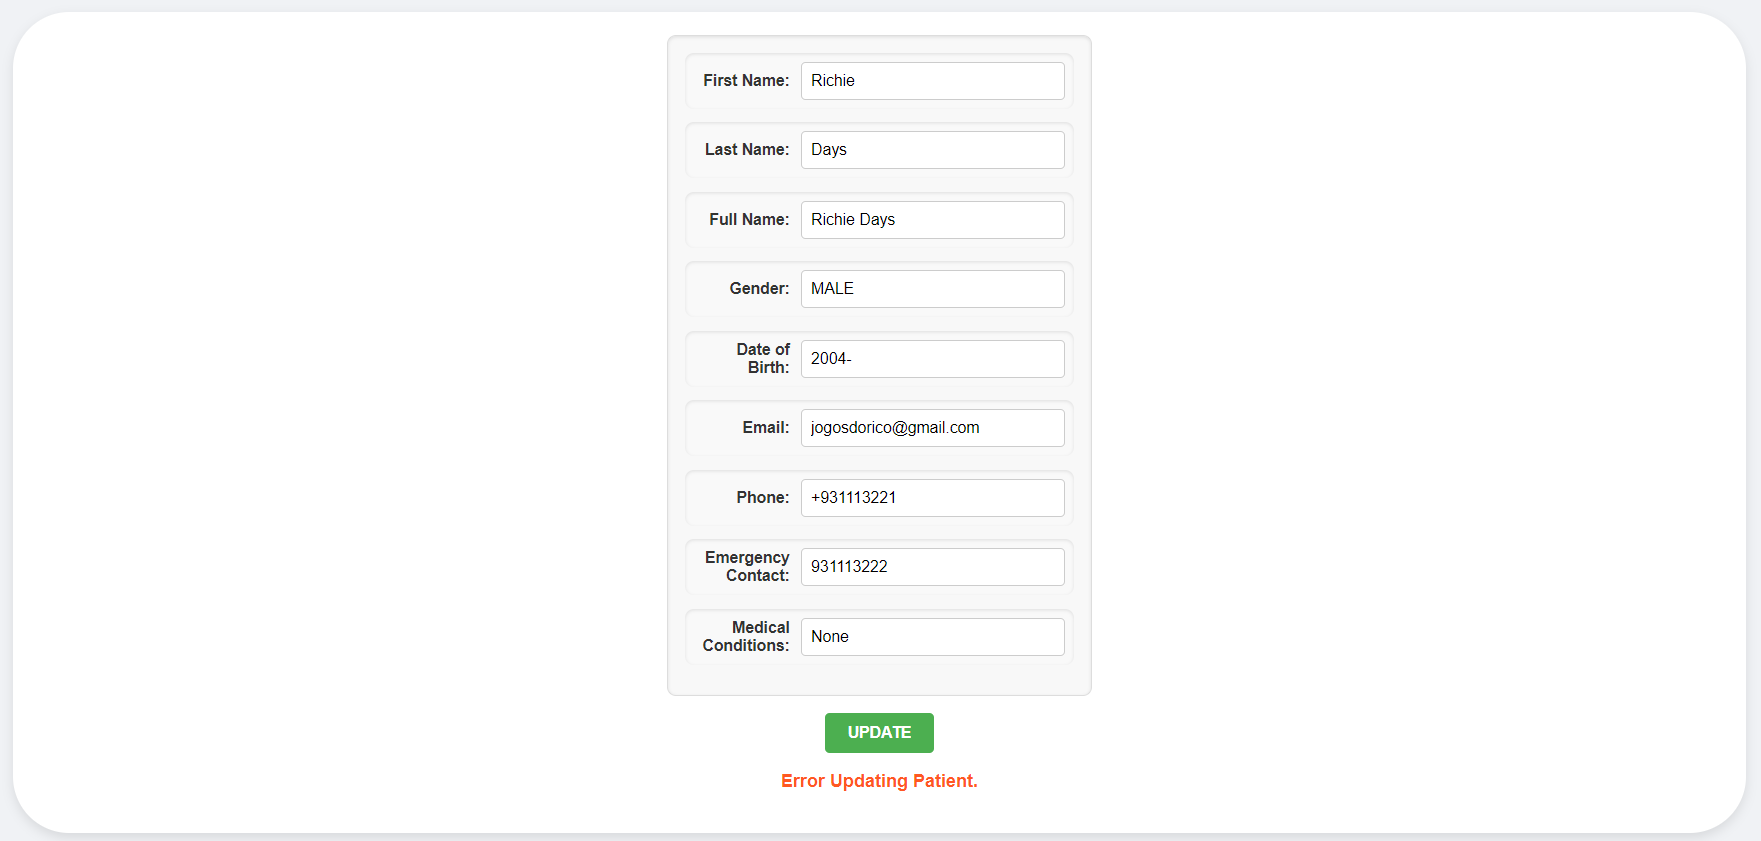 First Name: Richie
Last Name: Days
Full Name: Richie Days
Gender: MALE
Date of
Birth: 2004-
Email: jogosdorico@gmail.com
Phone: +931113221
Emergency
Contact: 931113222
Medical
Conditions: None
UPDATE
Error Updating Patient.